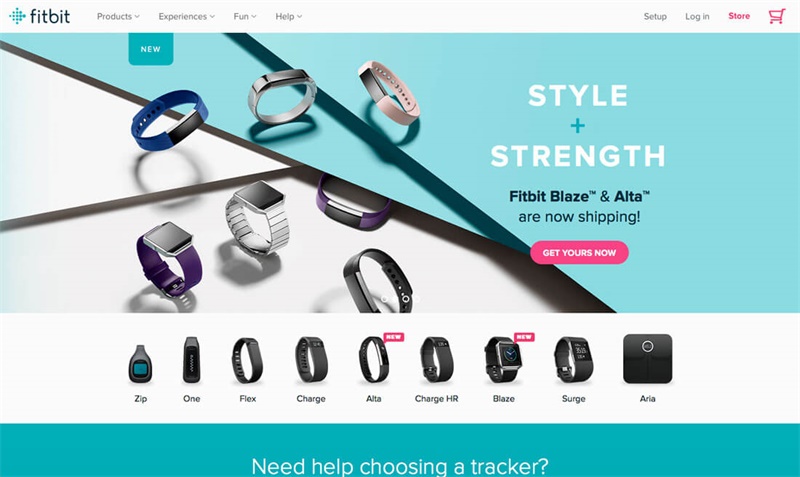 fitbit
Products Experiences Fun Help Setup Log in Store
NEW
STYLE
+
STRENGTH
Fitbit Blaze™ & Alta™
are now shipping!
GET YOURS NOW
NEW NEW
Zip One Flex Charge Alta Charge HR Blaze Surge Aria
Need help choosing a tracker?